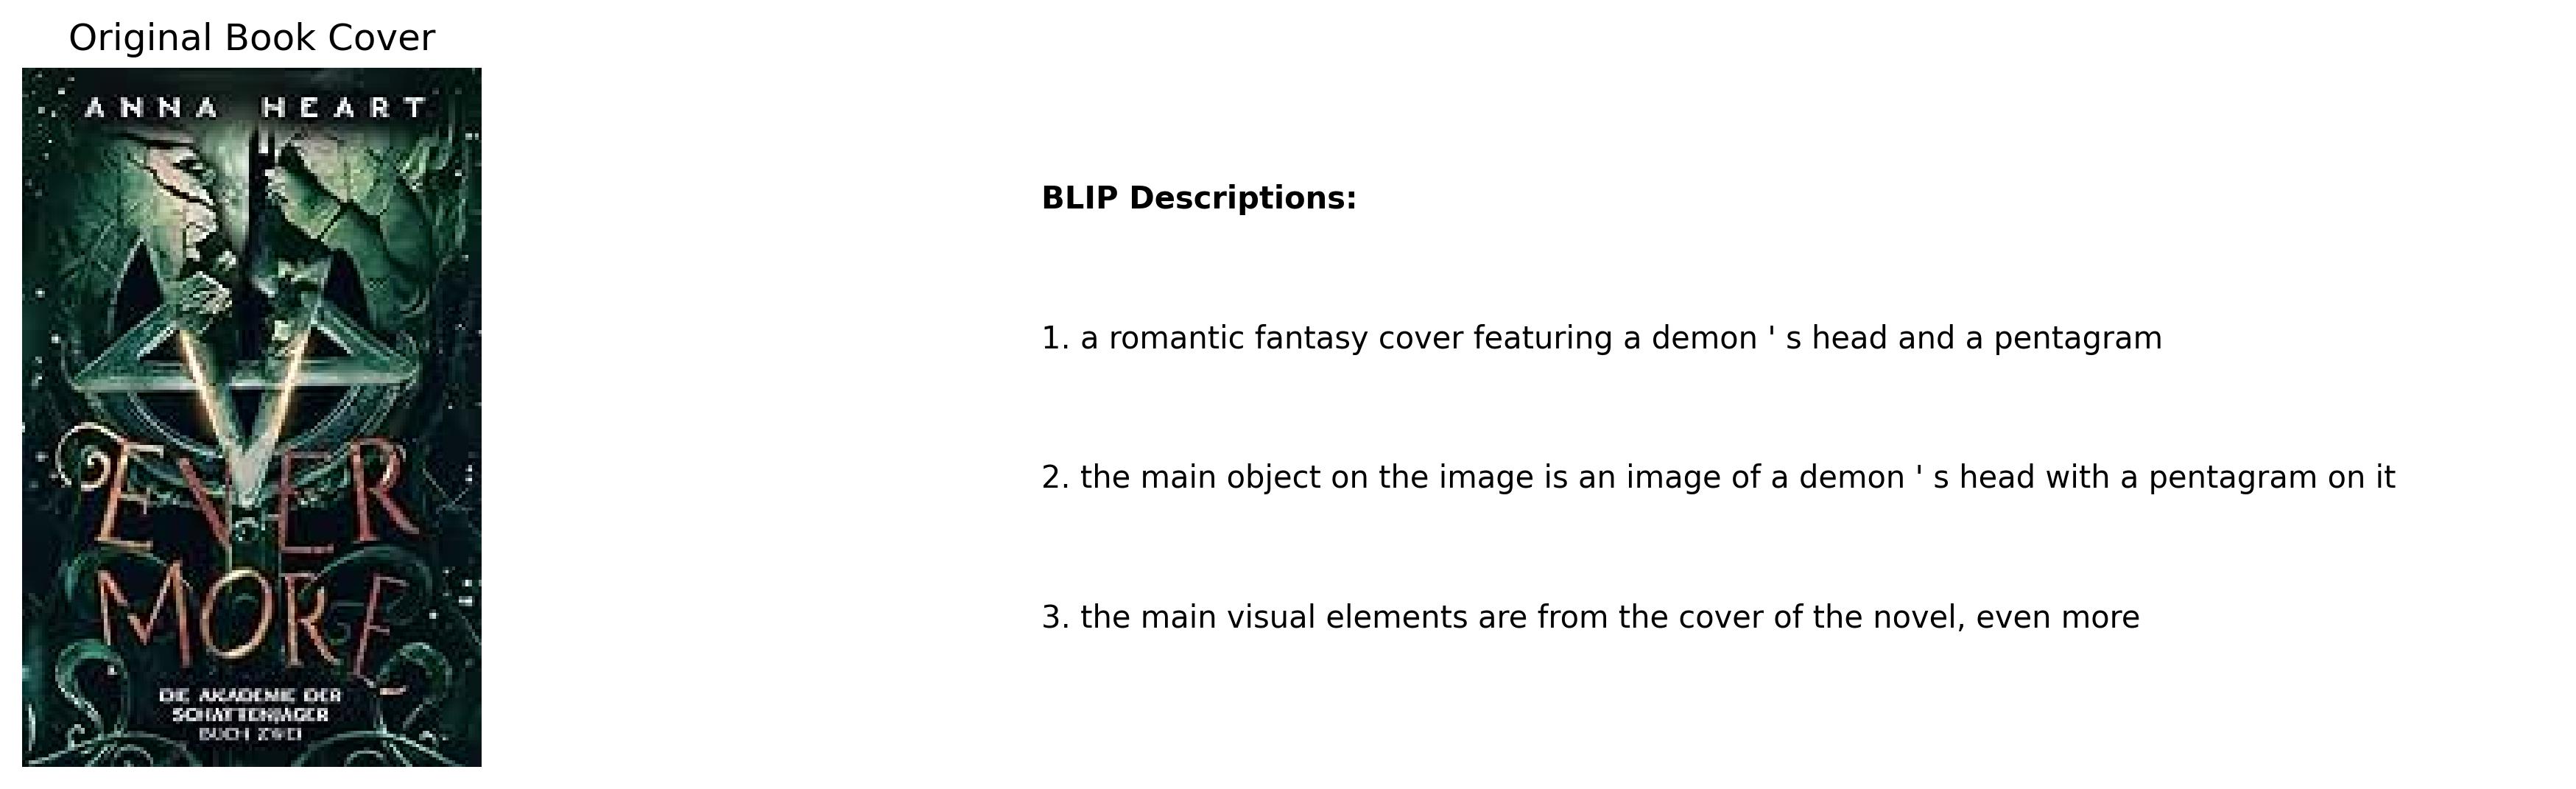 Original Book Cover
ANNA HEART
EVER
MORE
DIE AKADEMIE DER
SCHATTENJÄGER
BUCH ZWEI
BLIP Descriptions:
1. a romantic fantasy cover featuring a demon ' s head and a pentagram
2. the main object on the image is an image of a demon ' s head with a pentagram on it
3. the main visual elements are from the cover of the novel, even more